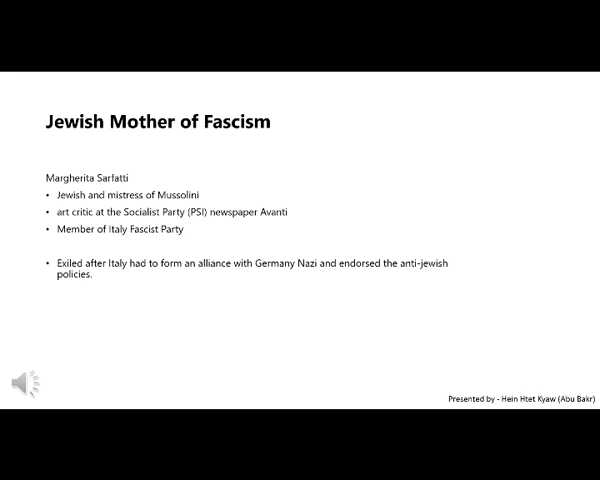 Jewish Mother of Fascism
Margherita Sarfatti
• Jewish and mistress of Mussolini
• art critic at the Socialist Party (PSI) newspaper Avanti
• Member of Italy Fascist Party
• Exiled after Italy had to form an alliance with Germany Nazi and endorsed the anti-jewish
policies.
Presented by - Hein Htet Kyaw (Abu Bakr)